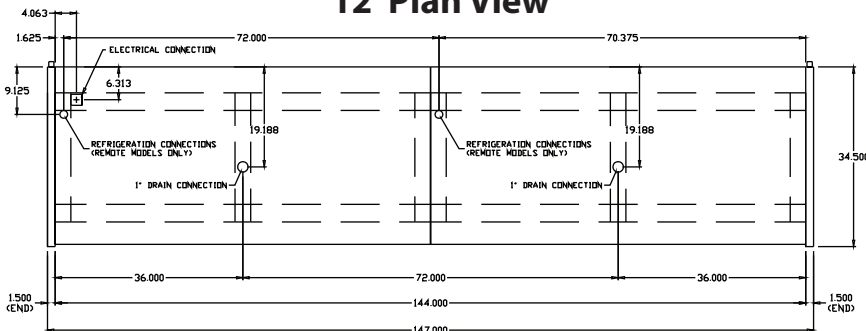 12' Plan View
4.063
1.625
72.000
70.375
ELECTRICAL CONNECTION
6.313
9.125
19.188
19.188
REFRIGERATION CONNECTIONS
(REMOTE MODELS ONLY)
REFRIGERATION CONNECTIONS
(REMOTE MODELS ONLY)
34.500
1" DRAIN CONNECTION
1" DRAIN CONNECTION
36.000
72.000
36.000
1.500
(END)
144.000
1.500
(END)
147.000